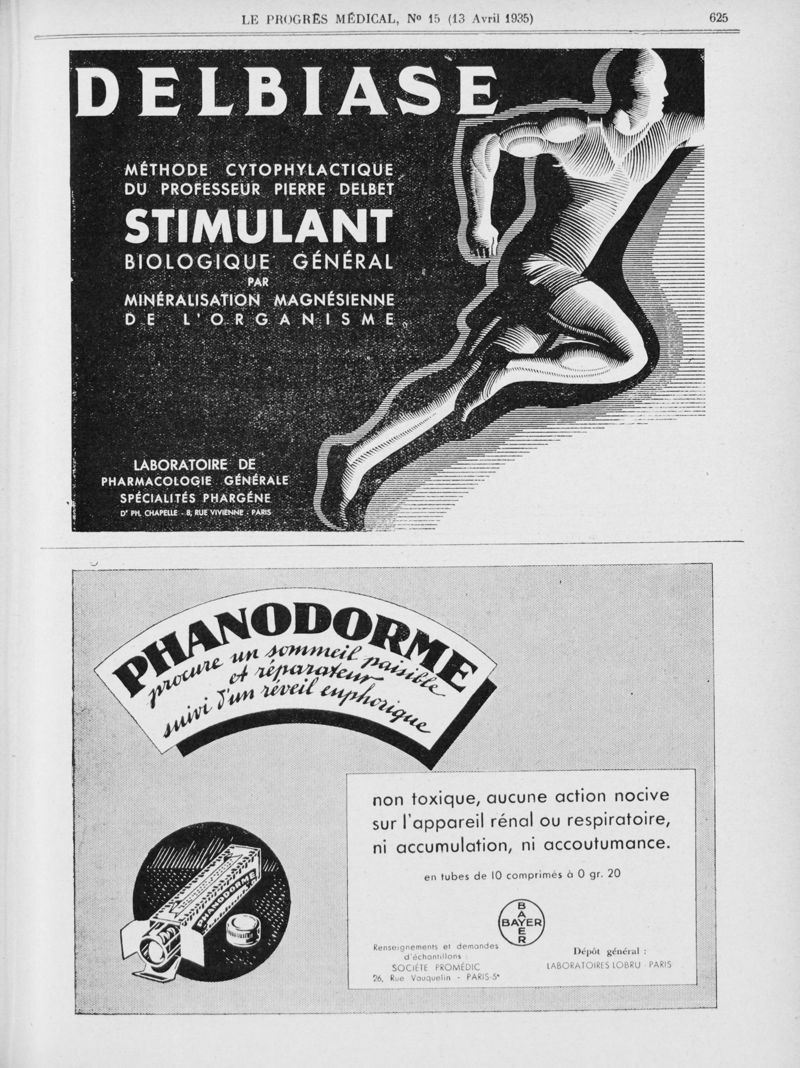 LE PROGRÈS MÉDICAL, Nº 15 (13 Avril 1935)
625
DELBIASE
MÉTHODE CYTOPHYLACTIQUE
DU PROFESSEUR PIERRE DELBET
STIMULANT
BIOLOGIQUE GÉNÉRAL
PAR
MINÉRALISATION MAGNÉSIENNE
DE L'ORGANISME
LABORATOIRE DE
PHARMACOLOGIE GÉNÉRALE
SPÉCIALITÉS PHARGÈNE
Dr PH. CHAPELLE - 8, RUE VIVIENNE - PARIS
PHANODORME
procure un sommeil paisible
et réparateur
suivi d'un réveil euphorique
PHANODORME
non toxique, aucune action nocive
sur l'appareil rénal ou respiratoire,
ni accumulation, ni accoutumance.
en tubes de 10 comprimés à 0 gr. 20
BAYER
BAYER
Renseignements et demandes
d'échantillons :
SOCIÉTÉ PROMÉDIC
26, Rue Vauquelin - PARIS-5e
Dépôt général :
LABORATOIRES LOBRU - PARIS